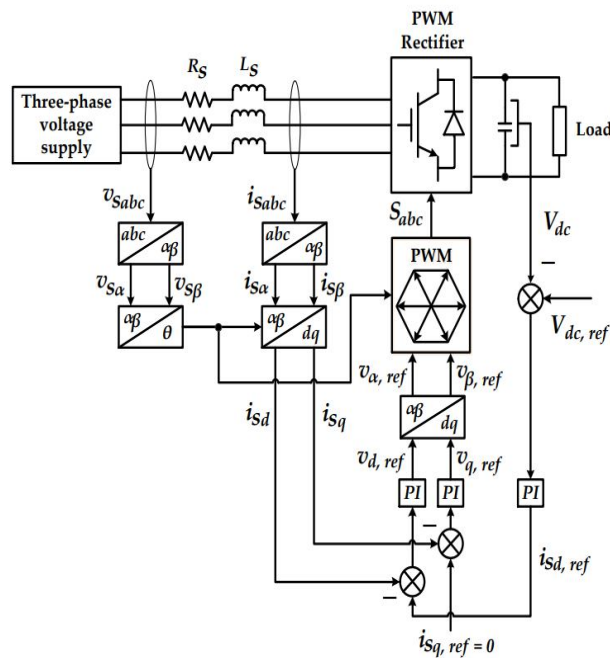 PWM
Rectifier
R_S L_S
Three-phase
voltage
supply
Load
v_Sabc
i_Sabc
S_abc
V_dc
abc
αβ
abc
αβ
PWM
−
v_Sα v_Sβ
i_Sα i_Sβ
V_dc, ref
αβ
θ
αβ
dq
v_α, ref v_β, ref
αβ
dq
i_Sd i_Sq
v_d, ref v_q, ref
PI PI PI
−
i_Sd, ref
−
i_Sq, ref = 0